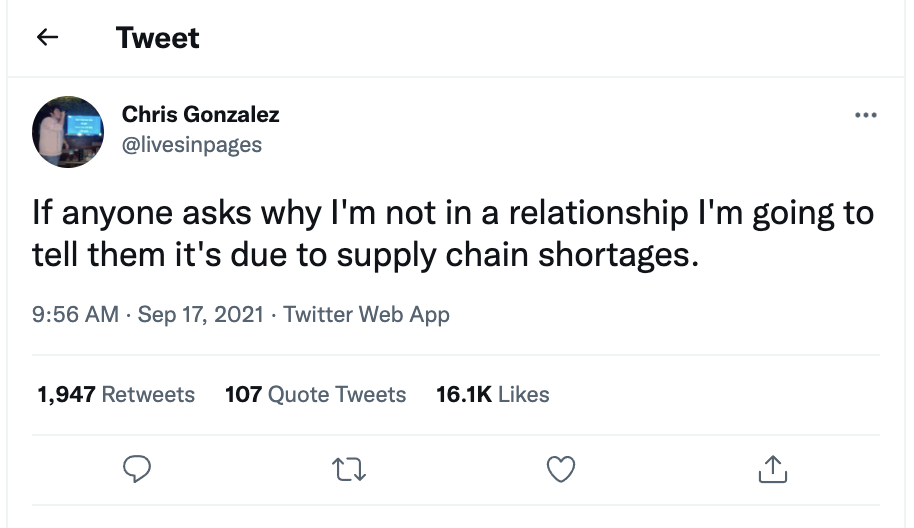 Tweet
Chris Gonzalez
@livesinpages
If anyone asks why I'm not in a relationship I'm going to
tell them it's due to supply chain shortages.
9:56 AM · Sep 17, 2021 · Twitter Web App
1,947 Retweets 107 Quote Tweets 16.1K Likes